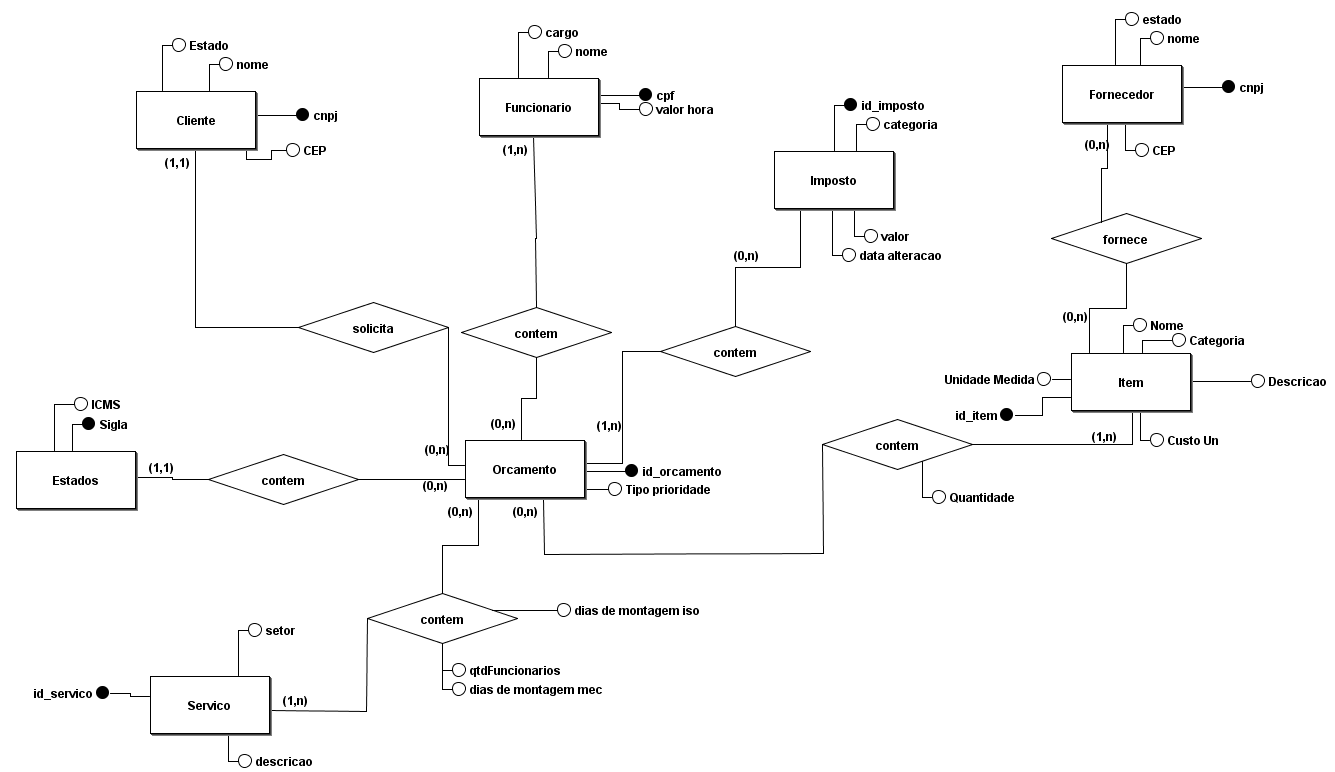 estado
nome
Fornecedor
cnpj
(0,n)
CEP
cargo
nome
Funcionario
cpf
valor hora
(1,n)
Estado
nome
Cliente
cnpj
CEP
(1,1)
id_imposto
categoria
Imposto
valor
data alteracao
(0,n)
fornece
(0,n)
solicita
contem
contem
Nome
Categoria
Unidade Medida
Item
Descricao
id_item
Custo Un
(1,n)
contem
Quantidade
ICMS
Sigla
Estados
(1,1)
contem
(0,n)
(0,n)
(0,n)
(1,n)
Orcamento
id_orcamento
Tipo prioridade
(0,n)
(0,n)
contem
dias de montagem iso
qtdFuncionarios
dias de montagem mec
setor
id_servico
Servico
(1,n)
descricao